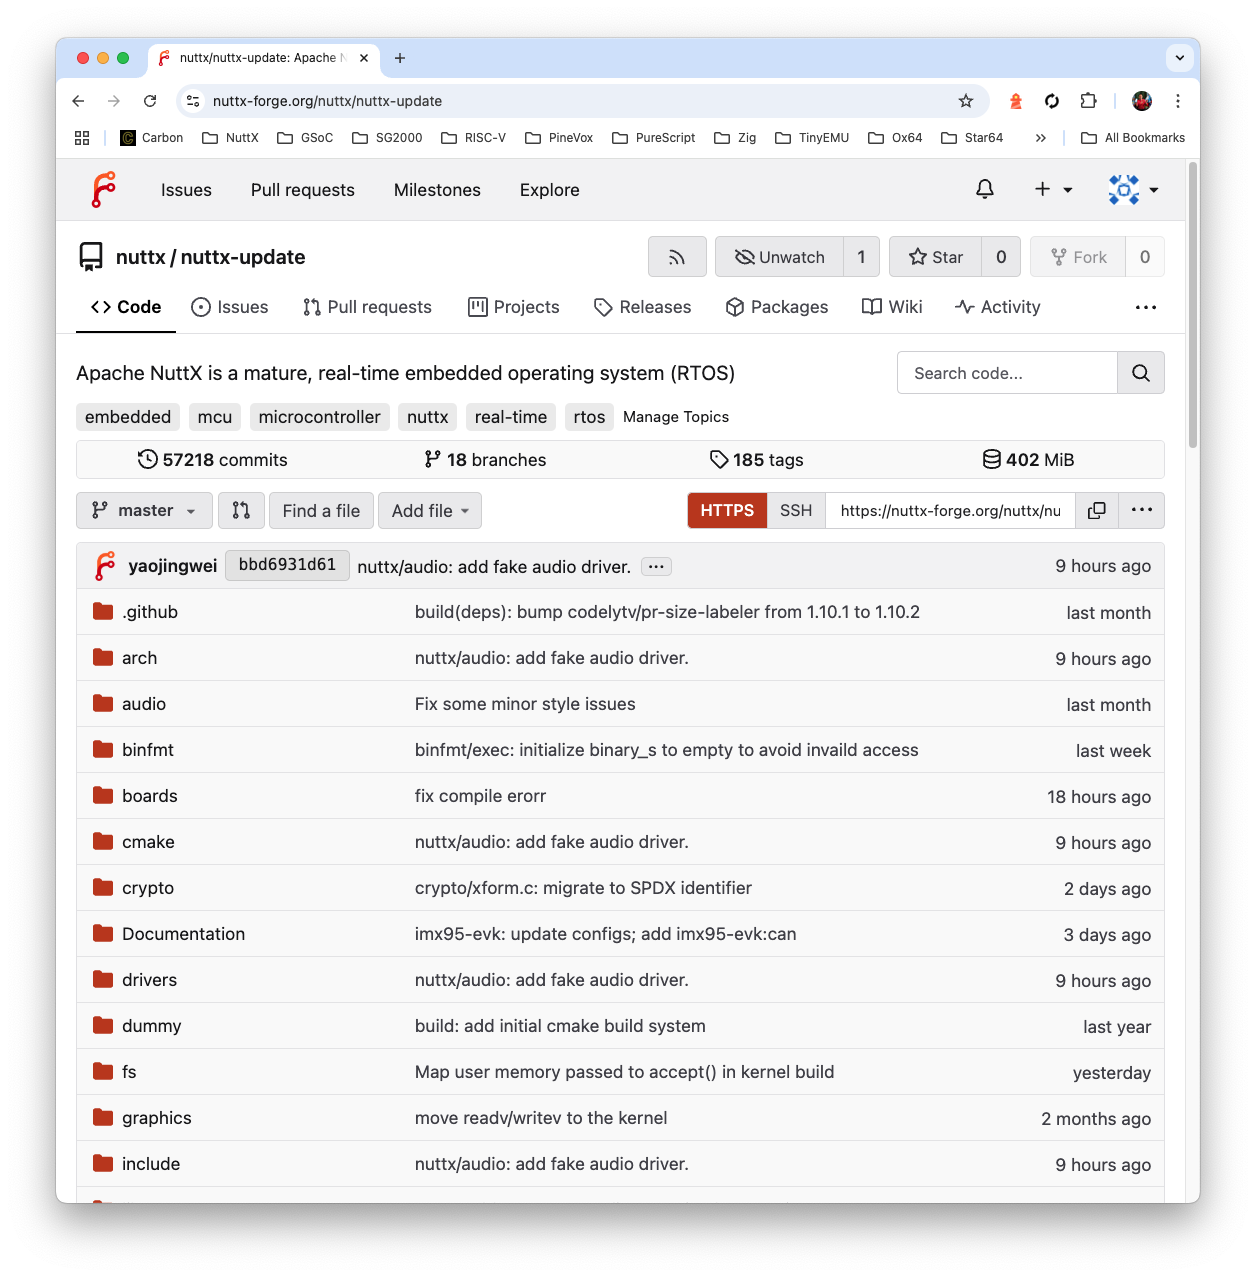 nuttx/nuttx-update: Apache N
nuttx-forge.org/nuttx/nuttx-update
Carbon NuttX GSoC SG2000 RISC-V PineVox PureScript Zig TinyEMU Ox64 Star64 » All Bookmarks
Issues Pull requests Milestones Explore
nuttx / nuttx-update Unwatch 1 Star 0 Fork 0
Code Issues Pull requests Projects Releases Packages Wiki Activity
Apache NuttX is a mature, real-time embedded operating system (RTOS) Search code...
embedded mcu microcontroller nuttx real-time rtos Manage Topics
57218 commits 18 branches 185 tags 402 MiB
master Find a file Add file HTTPS SSH https://nuttx-forge.org/nuttx/nu
yaojingwei bbd6931d61 nuttx/audio: add fake audio driver. ... 9 hours ago
.github build(deps): bump codelytv/pr-size-labeler from 1.10.1 to 1.10.2 last month
arch nuttx/audio: add fake audio driver. 9 hours ago
audio Fix some minor style issues last month
binfmt binfmt/exec: initialize binary_s to empty to avoid invaild access last week
boards fix compile erorr 18 hours ago
cmake nuttx/audio: add fake audio driver. 9 hours ago
crypto crypto/xform.c: migrate to SPDX identifier 2 days ago
Documentation imx95-evk: update configs; add imx95-evk:can 3 days ago
drivers nuttx/audio: add fake audio driver. 9 hours ago
dummy build: add initial cmake build system last year
fs Map user memory passed to accept() in kernel build yesterday
graphics move readv/writev to the kernel 2 months ago
include nuttx/audio: add fake audio driver. 9 hours ago